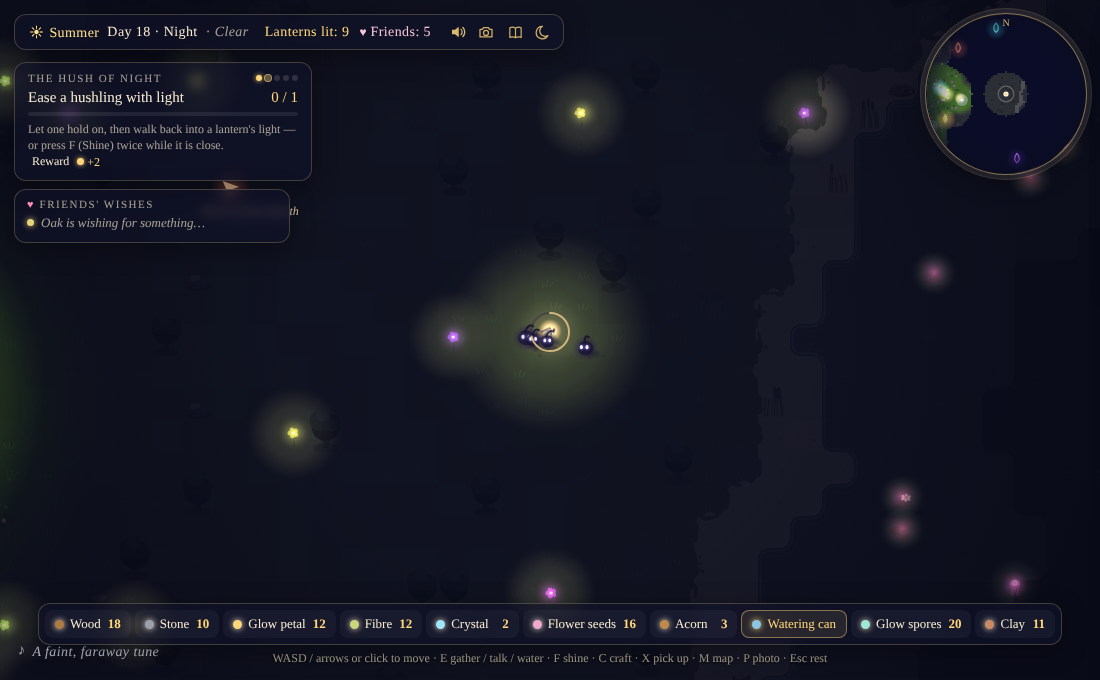 Summer Day 18 · Night · Clear Lanterns lit: 9 ♥ Friends: 5
N
THE HUSH OF NIGHT
Ease a hushling with light 0 / 1
Let one hold on, then walk back into a lantern's light —
or press F (Shine) twice while it is close.
Reward +2
♥ FRIENDS' WISHES
th
Oak is wishing for something…
Wood 18 Stone 10 Glow petal 12 Fibre 12 Crystal 2 Flower seeds 16 Acorn 3 Watering can Glow spores 20 Clay 11
♪ A faint, faraway tune
WASD / arrows or click to move · E gather / talk / water · F shine · C craft · X pick up · M map · P photo · Esc rest